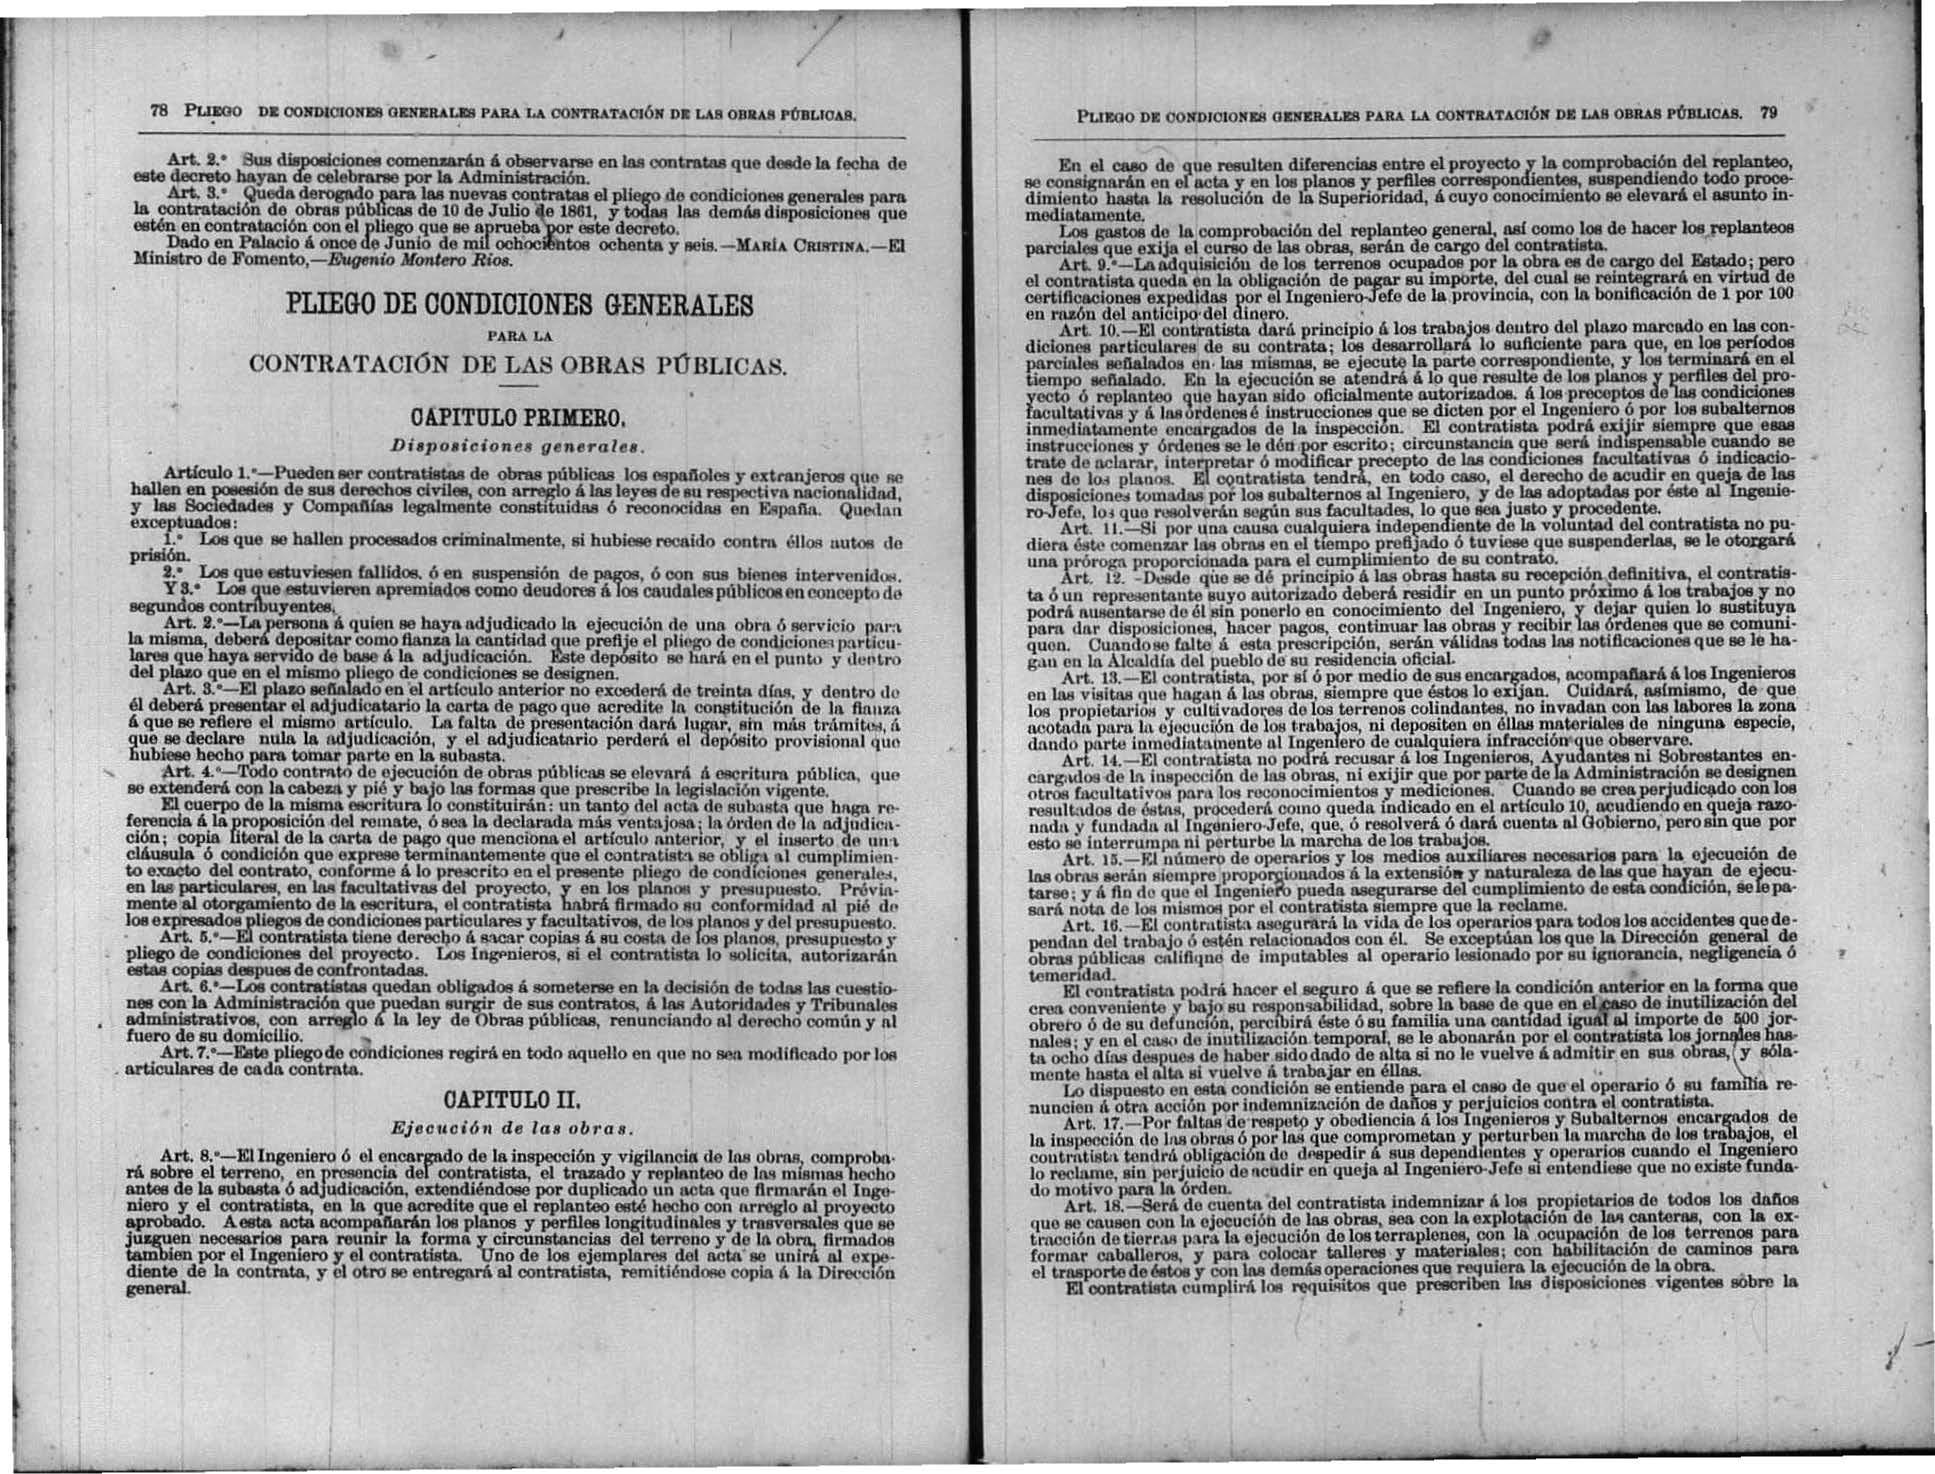 78 PLIEGO DE CONDICIONES GENERALES PARA LA CONTRATACIÓN DE LAS OBRAS PÚBLICAS.
Art. 2.° Sus disposiciones comenzarán á observarse en las contratas que desde la fecha de
este decreto hayan de celebrarse por la Administración.
Art. 3.° Queda derogado para las nuevas contratas el pliego de condiciones generales para
la contratación de obras públicas de 10 de Julio de 1861, y todas las demás disposiciones que
estén en contratación con el pliego que se aprueba por este decreto.
Dado en Palacio á once de Junio de mil ochocientos ochenta y seis.—MARÍA CRISTINA.—El
Ministro de Fomento,—Eugenio Montero Rios.
PLIEGO DE CONDICIONES GENERALES
PARA LA
CONTRATACIÓN DE LAS OBRAS PÚBLICAS.
CAPITULO PRIMERO.
Disposiciones generales.
Artículo 1.°—Pueden ser contratistas de obras públicas los españoles y extranjeros que se
hallen en posesión de sus derechos civiles, con arreglo á las leyes de su respectiva nacionalidad,
y las Sociedades y Compañías legalmente constituidas ó reconocidas en España. Quedan
exceptuados:
1.° Los que se hallen procesados criminalmente, si hubiese recaido contra éllos autos de
prisión.
2.° Los que estuviesen fallidos, ó en suspensión de pagos, ó con sus bienes intervenidos.
Y 3.° Los que estuvieren apremiados como deudores á los caudales públicos en concepto de
segundos contribuyentes.
Art. 2.°—La persona á quien se haya adjudicado la ejecución de una obra ó servicio para
la misma, deberá depositar como fianza la cantidad que prefije el pliego de condiciones particu-
lares que haya servido de base á la adjudicación. Este depósito se hará en el punto y dentro
del plazo que en el mismo pliego de condiciones se designen.
Art. 3.°—El plazo señalado en el artículo anterior no excederá de treinta días, y dentro de
él deberá presentar el adjudicatario la carta de pago que acredite la constitución de la fianza
á que se refiere el mismo artículo. La falta de presentación dará lugar, sin más trámites, á
que se declare nula la adjudicación, y el adjudicatario perderá el depósito provisional que
hubiese hecho para tomar parte en la subasta.
Art. 4.°—Todo contrato de ejecución de obras públicas se elevará á escritura pública, que
se extenderá con la cabeza y pié y bajo las formas que prescribe la legislación vigente.
El cuerpo de la misma escritura lo constituirán: un tanto del acta de subasta que haga re-
ferencia á la proposición del remate, ó sea la declarada más ventajosa; la órden de la adjudica-
ción; copia literal de la carta de pago que menciona el artículo anterior, y el inserto de una
cláusula ó condición que exprese terminantemente que el contratista se obliga al cumplimien-
to exacto del contrato, conforme á lo prescrito en el presente pliego de condiciones generales,
en las particulares, en las facultativas del proyecto, y en los planos y presupuesto. Prévia-
mente al otorgamiento de la escritura, el contratista habrá firmado su conformidad al pié de
los expresados pliegos de condiciones particulares y facultativos, de los planos y del presupuesto.
Art. 5.°—El contratista tiene derecho á sacar copias á su costa de los planos, presupuesto y
pliego de condiciones del proyecto. Los Ingenieros, si el contratista lo solicita, autorizarán
estas copias despues de confrontadas.
Art. 6.°—Los contratistas quedan obligados á someterse en la decisión de todas las cuestio-
nes con la Administración que puedan surgir de sus contratos, á las Autoridades y Tribunales
administrativos, con arreglo á la ley de Obras públicas, renunciando al derecho común y al
fuero de su domicilio.
Art. 7.°—Este pliego de condiciones regirá en todo aquello en que no sea modificado por los
articulares de cada contrata.
CAPITULO II.
Ejecución de las obras.
Art. 8.°—El Ingeniero ó el encargado de la inspección y vigilancia de las obras, comproba-
rá sobre el terreno, en presencia del contratista, el trazado y replanteo de las mismas hecho
antes de la subasta ó adjudicación, extendiéndose por duplicado un acta que firmarán el Inge-
niero y el contratista, en la que acredite que el replanteo esté hecho con arreglo al proyecto
aprobado. A esta acta acompañarán los planos y perfiles longitudinales y trasversales que se
juzguen necesarios para reunir la forma y circunstancias del terreno y de la obra, firmados
tambien por el Ingeniero y el contratista. Uno de los ejemplares del acta se unirá al expe-
diente de la contrata, y el otro se entregará al contratista, remitiéndose copia á la Dirección
general.
PLIEGO DE CONDICIONES GENERALES PARA LA CONTRATACIÓN DE LAS OBRAS PÚBLICAS. 79
En el caso de que resulten diferencias entre el proyecto y la comprobación del replanteo,
se consignarán en el acta y en los planos y perfiles correspondientes, suspendiendo todo proce-
dimiento hasta la resolución de la Superioridad, á cuyo conocimiento se elevará el asunto in-
mediatamente.
Los gastos de la comprobación del replanteo general, así como los de hacer los replanteos
parciales que exija el curso de las obras, serán de cargo del contratista.
Art. 9.°—La adquisición de los terrenos ocupados por la obra es de cargo del Estado; pero
el contratista queda en la obligación de pagar su importe, del cual se reintegrará en virtud de
certificaciones expedidas por el Ingeniero-Jefe de la provincia, con la bonificación de 1 por 100
en razón del anticipo del dinero.
Art. 10.—El contratista dará principio á los trabajos dentro del plazo marcado en las con-
diciones particulares de su contrata; los desarrollará lo suficiente para que, en los períodos
parciales señalados en las mismas, se ejecute la parte correspondiente, y los terminará en el
tiempo señalado. En la ejecución se atendrá á lo que resulte de los planos y perfiles del pro-
yecto ó replanteo que hayan sido oficialmente autorizados. á los preceptos de las condiciones
facultativas y á las órdenes é instrucciones que se dicten por el Ingeniero ó por los subalternos
inmediatamente encargados de la inspección. El contratista podrá exijir siempre que esas
instrucciones y órdenes se le dén por escrito; circunstancia que será indispensable cuando se
trate de aclarar, interpretar ó modificar precepto de las condiciones facultativas ó indicacio-
nes de los planos. El contratista tendrá, en todo caso, el derecho de acudir en queja de las
disposiciones tomadas por los subalternos al Ingeniero, y de las adoptadas por éste al Ingenie-
ro-Jefe, los que resolverán según sus facultades, lo que sea justo y procedente.
Art. 11.—Si por una causa cualquiera independiente de la voluntad del contratista no pu-
diera éste comenzar las obras en el tiempo prefijado ó tuviese que suspenderlas, se le otorgará
una próroga proporcionada para el cumplimiento de su contrato.
Art. 12. -Desde que se dé principio á las obras hasta su recepción definitiva, el contratis-
ta ó un representante suyo autorizado deberá residir en un punto próximo á los trabajos y no
podrá ausentarse de él sin ponerlo en conocimiento del Ingeniero, y dejar quien lo sustituya
para dar disposiciones, hacer pagos, continuar las obras y recibir las órdenes que se comuni-
quen. Cuando se falte á esta prescripción, serán válidas todas las notificaciones que se le ha-
gan en la Alcaldía del pueblo de su residencia oficial.
Art. 13.—El contratista, por sí ó por medio de sus encargados, acompañará á los Ingenieros
en las visitas que hagan á las obras, siempre que éstos lo exijan. Cuidará, asímismo, de que
los propietarios y cultivadores de los terrenos colindantes, no invadan con las labores la zona
acotada para la ejecución de los trabajos, ni depositen en éllas materiales de ninguna especie,
dando parte inmediatamente al Ingeniero de cualquiera infracción que observare.
Art. 14.—El contratista no podrá recusar á los Ingenieros, Ayudantes ni Sobrestantes en-
cargados de la inspección de las obras, ni exijir que por parte de la Administración se designen
otros facultativos para los reconocimientos y mediciones. Cuando se crea perjudicado con los
resultados de éstas, procederá como queda indicado en el artículo 10, acudiendo en queja razo-
nada y fundada al Ingeniero-Jefe, que, ó resolverá ó dará cuenta al Gobierno, pero sin que por
esto se interrumpa ni perturbe la marcha de los trabajos.
Art. 15.—El número de operarios y los medios auxiliares necesarios para la ejecución de
las obras serán siempre proporcionados á la extensión y naturaleza de las que hayan de ejecu-
tarse; y á fin de que el Ingeniero pueda asegurarse del cumplimiento de esta condición, se le pa-
sará nota de los mismos por el contratista siempre que la reclame.
Art. 16.—El contratista asegurará la vida de los operarios para todos los accidentes que de-
pendan del trabajo ó estén relacionados con él. Se exceptúan los que la Dirección general de
obras públicas califique de imputables al operario lesionado por su ignorancia, negligencia ó
temeridad.
El contratista podrá hacer el seguro á que se refiere la condición anterior en la forma que
crea conveniente y bajo su responsabilidad, sobre la base de que en el caso de inutilización del
obrero ó de su defunción, percibirá éste ó su familia una cantidad igual al importe de 500 jor-
nales; y en el caso de inutilización temporal, se le abonarán por el contratista los jornales has-
ta ocho días despues de haber sido dado de alta si no le vuelve á admitir en sus obras, y sóla-
mente hasta el alta si vuelve á trabajar en éllas.
Lo dispuesto en esta condición se entiende para el caso de que el operario ó su familia re-
nuncien á otra acción por indemnización de daños y perjuicios contra el contratista.
Art. 17.—Por faltas de respeto y obediencia á los Ingenieros y Subalternos encargados de
la inspección de las obras ó por las que comprometan y perturben la marcha de los trabajos, el
contratista tendrá obligación de despedir á sus dependientes y operarios cuando el Ingeniero
lo reclame, sin perjuicio de acudir en queja al Ingeniero-Jefe si entendiese que no existe funda-
do motivo para la órden.
Art. 18.—Será de cuenta del contratista indemnizar á los propietarios de todos los daños
que se causen con la ejecución de las obras, sea con la explotación de las canteras, con la ex-
tracción de tierras para la ejecución de los terraplenes, con la ocupación de los terrenos para
formar caballeros, y para colocar talleres y materiales; con habilitación de caminos para
el trasporte de éstos y con las demás operaciones que requiera la ejecución de la obra.
El contratista cumplirá los requisitos que prescriben las disposiciones vigentes sobre la